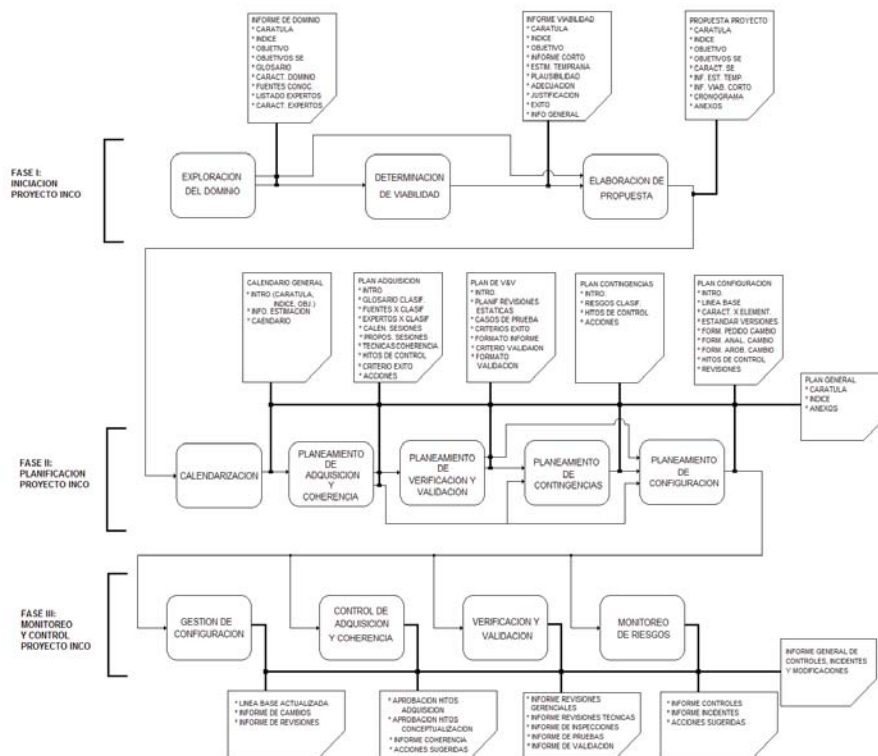 INFORME DE DOMINIO
* CARATULA
* INDICE
* OBJETIVO
* OBJETIVOS SE
* GLOSARIO
* CARACT. DOMINIO
* FUENTES CONOC.
* LISTADO EXPERTOS
* CARACT. EXPERTOS
INFORME VIABILIDAD
* CARATULA
* INDICE
* OBJETIVO
* INFORME CORTO
* ESTIM. TEMPRANA
* PLAUSIBILIDAD
* ADECUACION
* JUSTIFICACION
* EXITO
* INFO GENERAL
PROPUESTA PROYECTO
* CARATULA
* INDICE
* OBJETIVO
* OBJETIVOS SE
* CARACT. SE
* INF. EST. TEMP.
* INF. VIAB. CORTO
* CRONOGRAMA
* ANEXOS
FASE I:
INICIACION
PROYECTO INCO
EXPLORACION
DEL DOMINIO
DETERMINACION
DE VIABILIDAD
ELABORACION DE
PROPUESTA
CALENDARIO GENERAL
* INTRO (CARATULA,
INDICE, OBJ.)
* INFO. ESTIMACION
* CAENDARIO
PLAN ADQUISICION
* INTRO
* GLOSARIO CLASIF.
* FUENTES X CLASIF
* EXPERTOS X CLASIF
* CALEN. SESIONES
* PROPOS. SESIONES
* TECNICAS COHERENCIA
* HITOS DE CONTROL
* CRITERIO EXITO
* ACCIONES
PLAN DE V&V
* INTRO.
* PLANIF REVISIONES
ESTATICAS
* CASOS DE PRUEBA
* CRITERIOS EXITO
* FORMATO INFORME
* CRITERIO VALIDAION
* FORMATO
VALIDACION
PLAN CONTINGENCIAS
* INTRO.
* RIESGOS CLASIF.
* HITOS DE CONTROL
* ACCIONES
PLAN CONFIGURACION
* INTRO.
* LINEA BASE
* CARACT. X ELEMENT.
* ESTANDAR VERSIONES
* FORM. PEDIDO CAMBIO
* FORM. ANAL. CAMBIO
* FORM. AROB. CAMBIO
* HITOS DE CONTROL
* REVISIONES
PLAN GENERAL
* CARATULA
* INDICE
* ANEXOS
FASE II:
PLANIFICACION
PROYECTO INCO
CALENDARIZACION
PLANEAMIENTO
DE
ADQUISICION
Y
COHERENCIA
PLANEAMIENTO
DE
VERIFICACIÓN Y
VALIDACIÓN
PLANEAMIENTO
DE
CONTINGENCIAS
PLANEAMIENTO
DE
CONFIGURACION
FASE III:
MONITOREO
Y CONTROL
PROYECTO INCO
GESTION DE
CONFIGURACION
CONTROL DE
ADQUISICION
Y COHERENCIA
VERIFICACION Y
VALIDACION
MONITOREO
DE RIESGOS
INFORME GENERAL DE
CONTROLES, INCIDENTES
Y MODIFICACIONES
* LINEA BASE ACTUALIZADA
* INFORME DE CAMBIOS
* INFORME DE REVISIONES
* APROBACION HITOS
ADQUISICION
* APROBACION HITOS
CONCEPTUALIZACION
* INFORME COHERENCIA
* ACCIONES SUGERIDAS
* INFORME REVISIONES
GERENCIALES
* INFORME REVISIONES TECNICAS
* INFORME DE INSPECCIONES
* INFORME DE PRUEBAS
* INFORME DE VALIDACION
* INFORME CONTROLES
* INFORME INCIDENTES
* ACCIONES SUGERIDAS